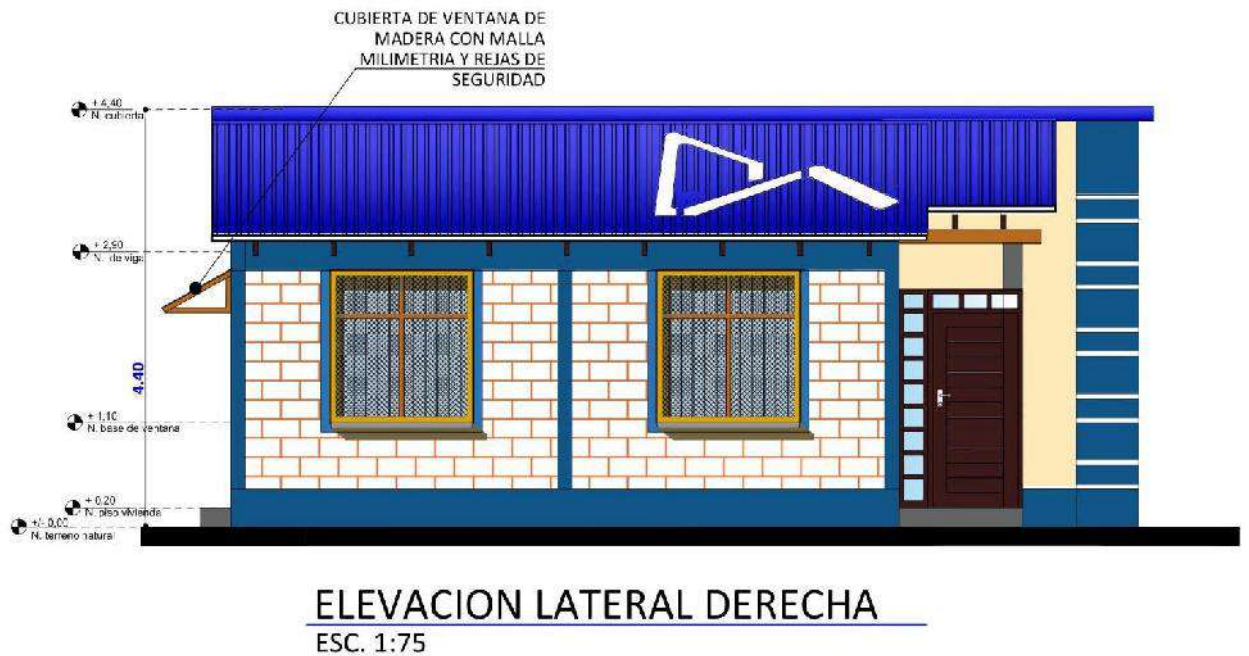 CUBIERTA DE VENTANA DE
MADERA CON MALLA
MILIMETRIA Y REJAS DE
SEGURIDAD
+ 4,40
N. cubierta
+ 2,90
N. de viga
4.40
+ 1,10
N. base de ventana
+ 0,20
N. piso vivienda
+/- 0,00
N. terreno natural
ELEVACION LATERAL DERECHA
ESC. 1:75